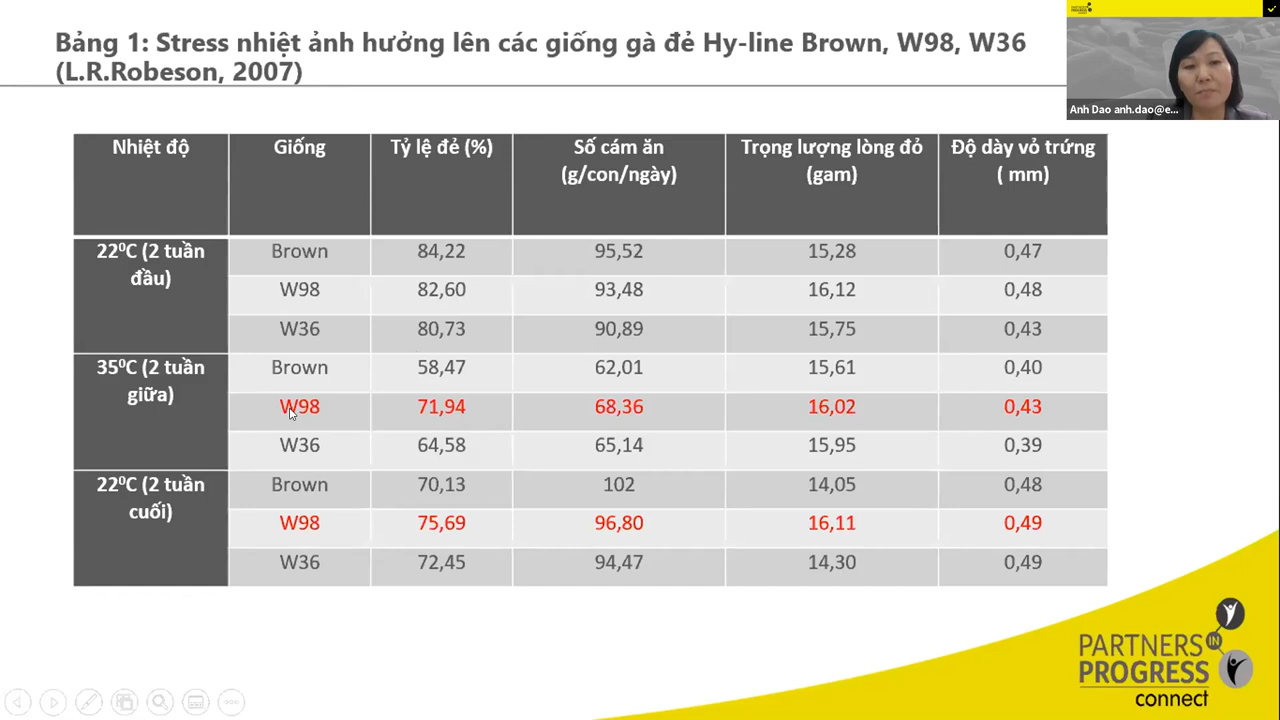 Bảng 1: Stress nhiệt ảnh hưởng lên các giống gà đẻ Hy-line Brown, W98, W36
(L.R.Robeson, 2007)
Anh Dao anh.dao@e...
Nhiệt độ Giống Tỷ lệ đẻ (%) Số cám ăn Trọng lượng lòng đỏ Độ dày vỏ trứng
(g/con/ngày) (gam) ( mm)
22⁰C (2 tuần Brown 84,22 95,52 15,28 0,47
đầu)
W98 82,60 93,48 16,12 0,48
W36 80,73 90,89 15,75 0,43
35⁰C (2 tuần Brown 58,47 62,01 15,61 0,40
giữa)
W98 71,94 68,36 16,02 0,43
W36 64,58 65,14 15,95 0,39
22⁰C (2 tuần Brown 70,13 102 14,05 0,48
cuối)
W98 75,69 96,80 16,11 0,49
W36 72,45 94,47 14,30 0,49
PARTNERS
IN
PROGRESS
connect